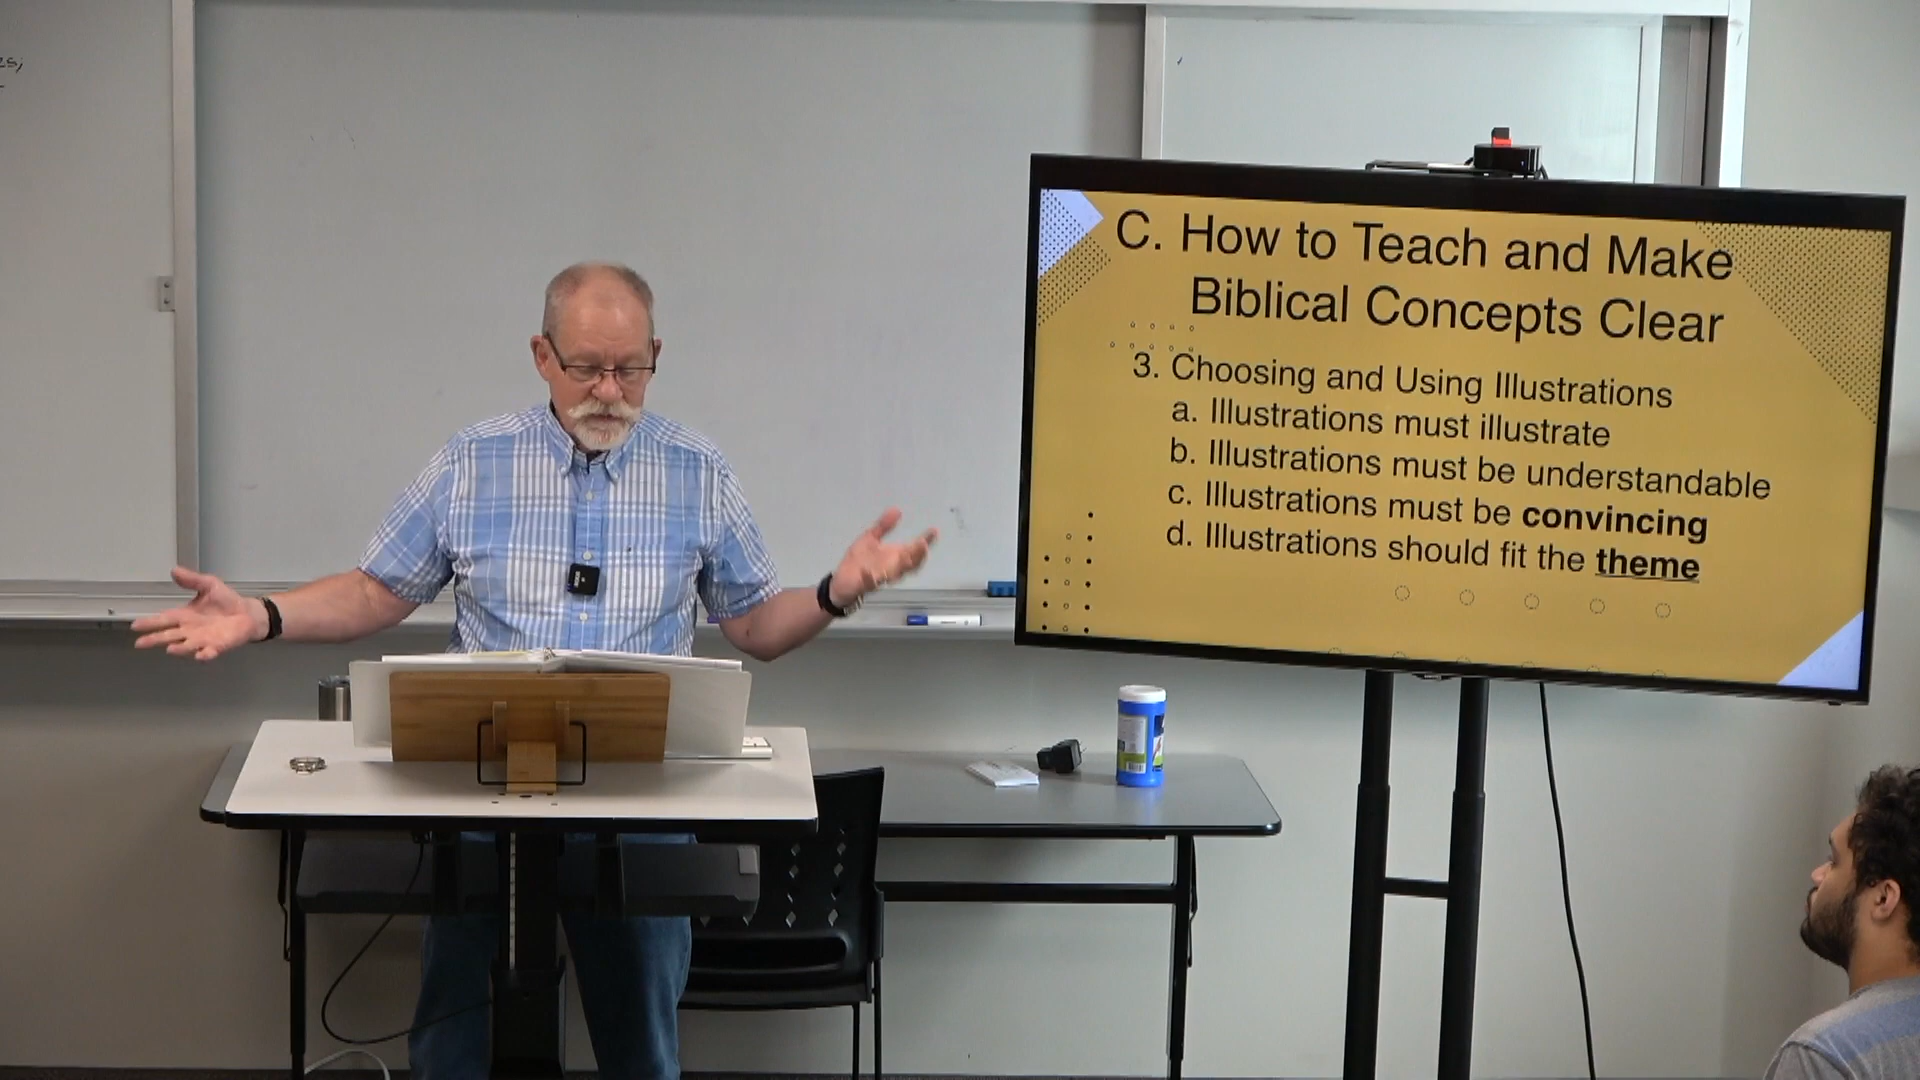 C. How to Teach and Make
Biblical Concepts Clear
3. Choosing and Using Illustrations
a. Illustrations must illustrate
b. Illustrations must be understandable
c. Illustrations must be convincing
d. Illustrations should fit the theme